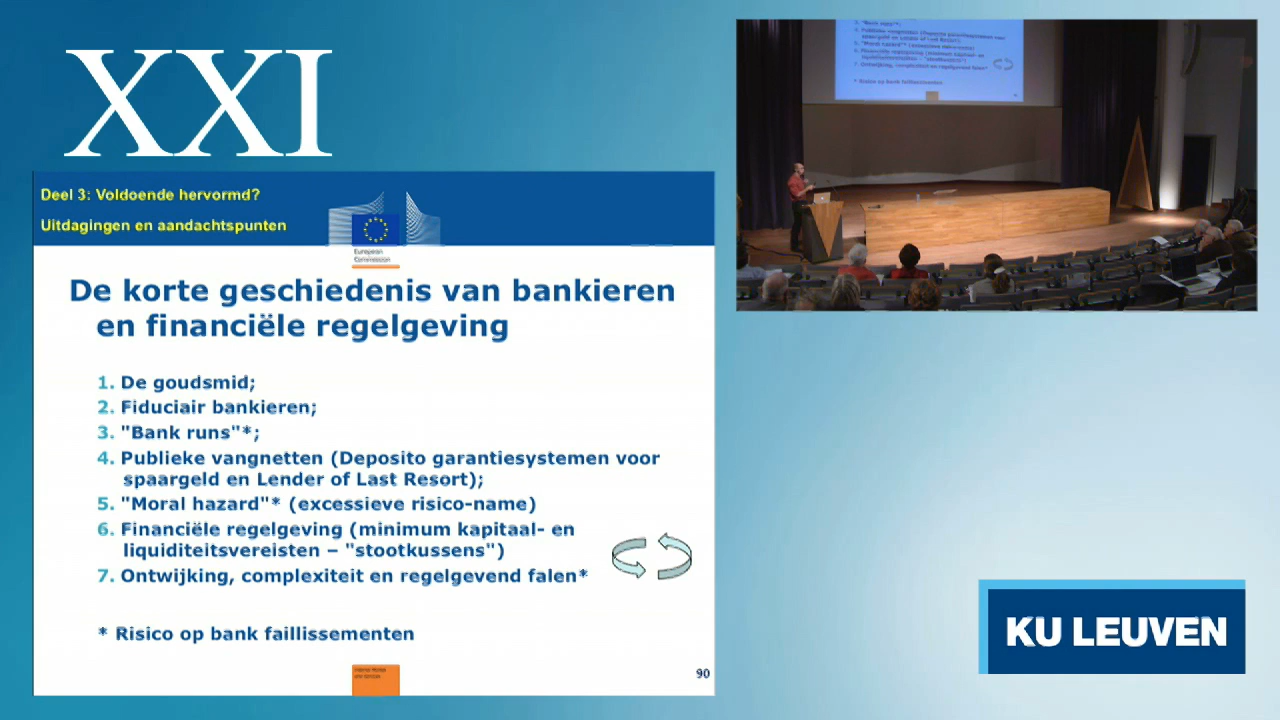 XXI
Deel 3: Voldoende hervormd?
Uitdagingen en aandachtspunten
European
Commission
De korte geschiedenis van bankieren
en financiële regelgeving
1. De goudsmid;
2. Fiduciair bankieren;
3. "Bank runs"*;
4. Publieke vangnetten (Deposito garantiesystemen voor
spaargeld en Lender of Last Resort);
5. "Moral hazard"* (excessieve risico-name)
6. Financiële regelgeving (minimum kapitaal- en
liquiditeitsvereisten – "stootkussens")
7. Ontwijking, complexiteit en regelgevend falen*
* Risico op bank faillissementen
90
KU LEUVEN